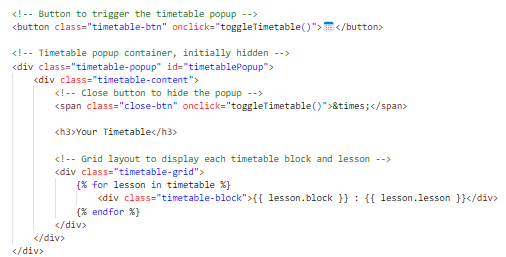 <!-- Button to trigger the timetable popup -->
<button class="timetable-btn" onclick="toggleTimetable()">📅</button>
<!-- Timetable popup container, initially hidden -->
<div class="timetable-popup" id="timetablePopup">
<div class="timetable-content">
<!-- Close button to hide the popup -->
<span class="close-btn" onclick="toggleTimetable()">&times;</span>
<h3>Your Timetable</h3>
<!-- Grid layout to display each timetable block and lesson -->
<div class="timetable-grid">
{% for lesson in timetable %}
<div class="timetable-block">{{ lesson.block }} : {{ lesson.lesson }}</div>
{% endfor %}
</div>
</div>
</div>